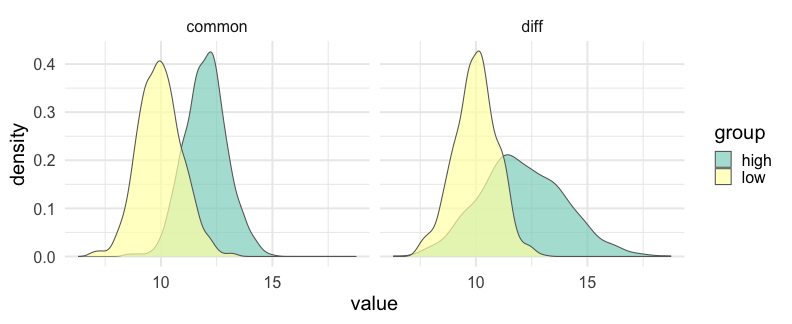 common diff
density
0.4
0.3
0.2
0.1
0.0
10 15 10 15
value
group
high
low